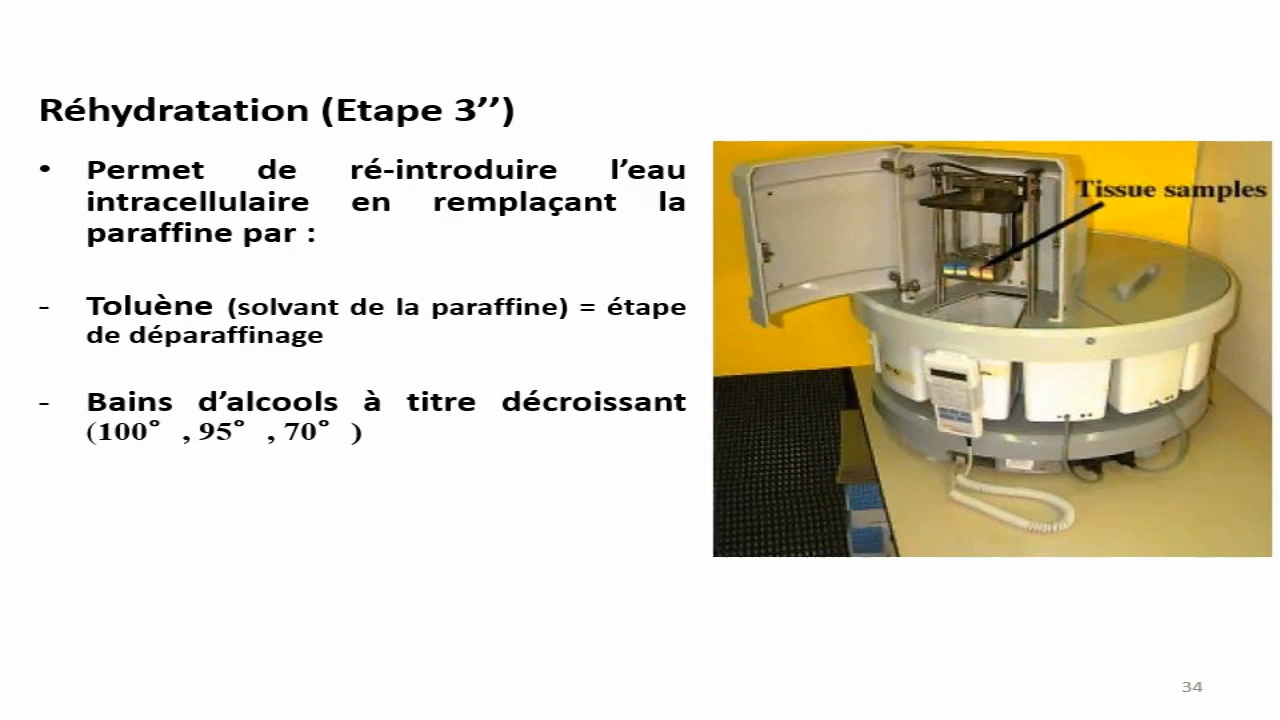 Réhydratation (Etape 3’’)
• Permet de ré-introduire l’eau
intracellulaire en remplaçant la
paraffine par :
- Toluène (solvant de la paraffine) = étape
de déparaffinage
- Bains d’alcools à titre décroissant
(100° , 95° , 70° )
Tissue samples
34